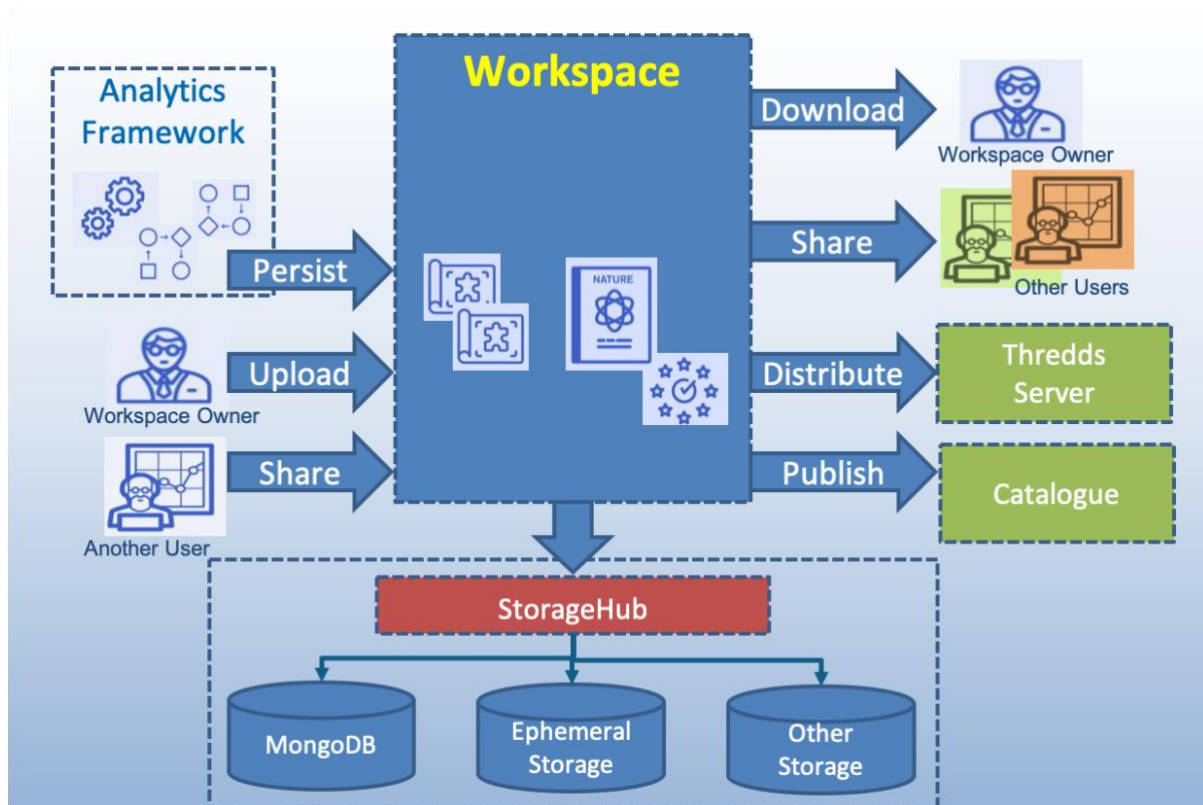 Workspace
Analytics
Framework
Persist
Upload
Workspace Owner
Share
Another User
NATURE
Download
Workspace Owner
Share
Other Users
Distribute
Thredds
Server
Publish
Catalogue
StorageHub
MongoDB
Ephemeral
Storage
Other
Storage